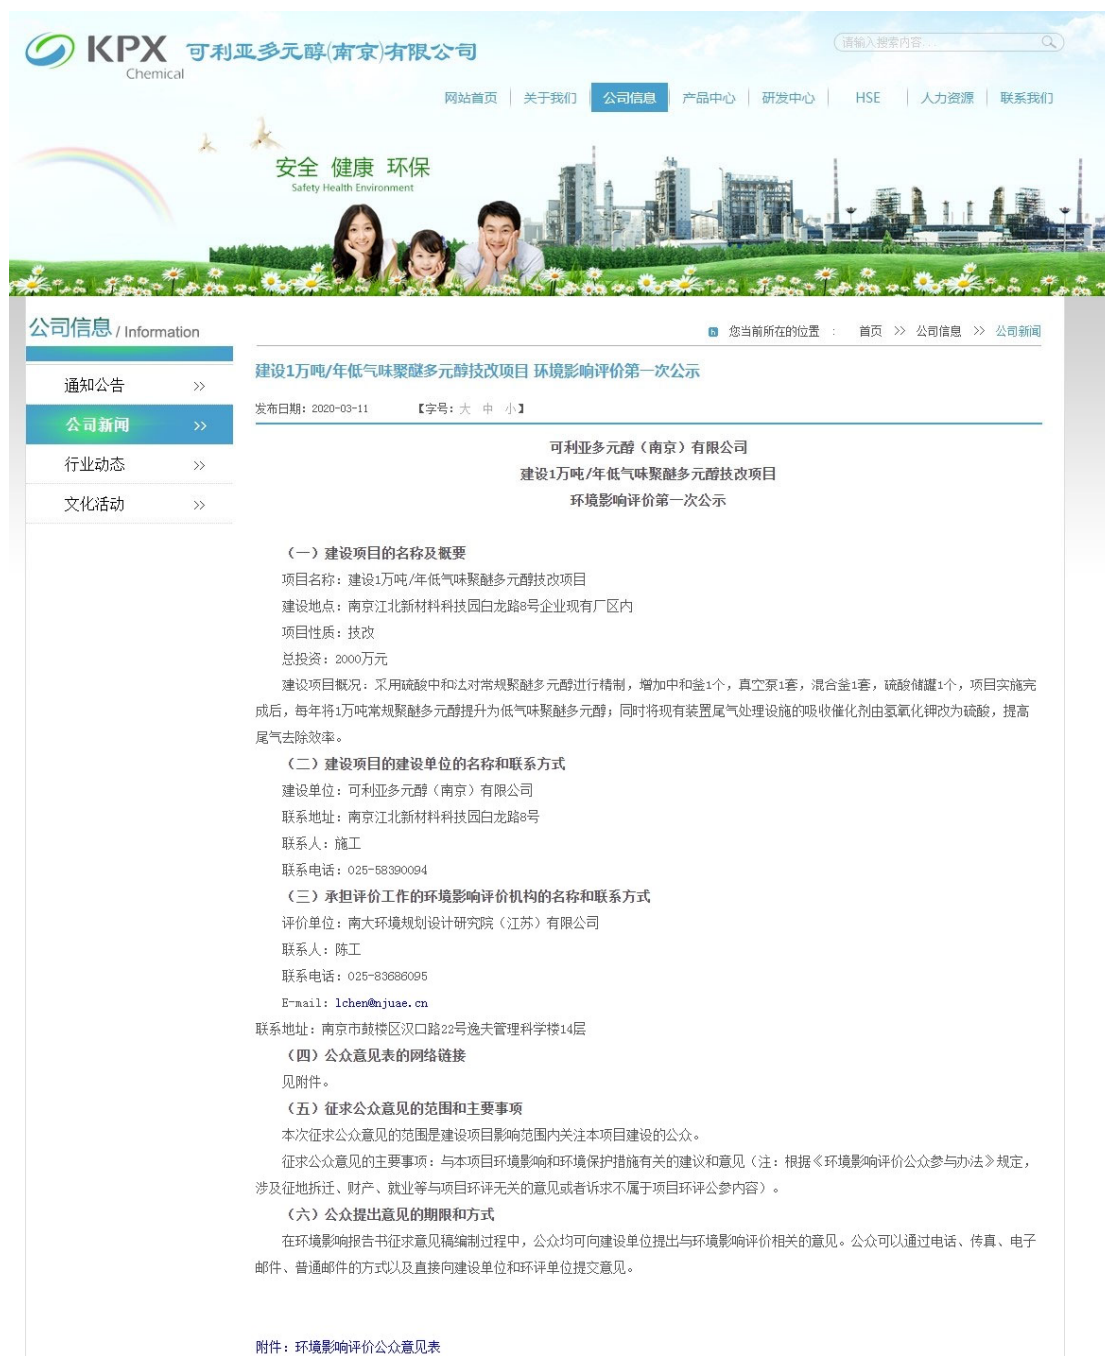 KPX
Chemical
可利亚多元醇(南京)有限公司
请输入搜索内容...
网站首页 | 关于我们 | 公司信息 | 产品中心 | 研发中心 | HSE | 人力资源 | 联系我们
安全 健康 环保
Safety Health Environment
公司信息 / Information
您当前所在的位置 : 首页 >> 公司信息 >> 公司新闻
通知公告 >>
公司新闻 >>
行业动态 >>
文化活动 >>
建设1万吨/年低气味聚醚多元醇技改项目 环境影响评价第一次公示
发布日期：2020-03-11 【字号：大 中 小】
可利亚多元醇（南京）有限公司
建设1万吨/年低气味聚醚多元醇技改项目
环境影响评价第一次公示
（一）建设项目的名称及概要
项目名称：建设1万吨/年低气味聚醚多元醇技改项目
建设地点：南京江北新材料科技园白龙路8号企业现有厂区内
项目性质：技改
总投资：2000万元
建设项目概况：采用硫酸中和法对常规聚醚多元醇进行精制，增加中和釜1个，真空泵1套，混合釜1套，硫酸储罐1个，项目实施完
成后，每年将1万吨常规聚醚多元醇提升为低气味聚醚多元醇；同时将现有装置尾气处理设施的吸收催化剂由氢氧化钾改为硫酸，提高
尾气去除效率。
（二）建设项目的建设单位的名称和联系方式
建设单位：可利亚多元醇（南京）有限公司
联系地址：南京江北新材料科技园白龙路8号
联系人：施工
联系电话：025-58390094
（三）承担评价工作的环境影响评价机构的名称和联系方式
评价单位：南大环境规划设计研究院（江苏）有限公司
联系人：陈工
联系电话：025-83686095
E-mail：lchen@njuae.cn
联系地址：南京市鼓楼区汉口路22号逸夫管理科学楼14层
（四）公众意见表的网络链接
见附件。
（五）征求公众意见的范围和主要事项
本次征求公众意见的范围是建设项目影响范围内关注本项目建设的公众。
征求公众意见的主要事项：与本项目环境影响和环境保护措施有关的建议和意见（注：根据《环境影响评价公众参与办法》规定，
涉及征地拆迁、财产、就业等与项目环评无关的意见或者诉求不属于项目环评公参内容）。
（六）公众提出意见的期限和方式
在环境影响报告书征求意见稿编制过程中，公众均可向建设单位提出与环境影响评价相关的意见。公众可以通过电话、传真、电子
邮件、普通邮件的方式以及直接向建设单位和环评单位提交意见。
附件：环境影响评价公众意见表